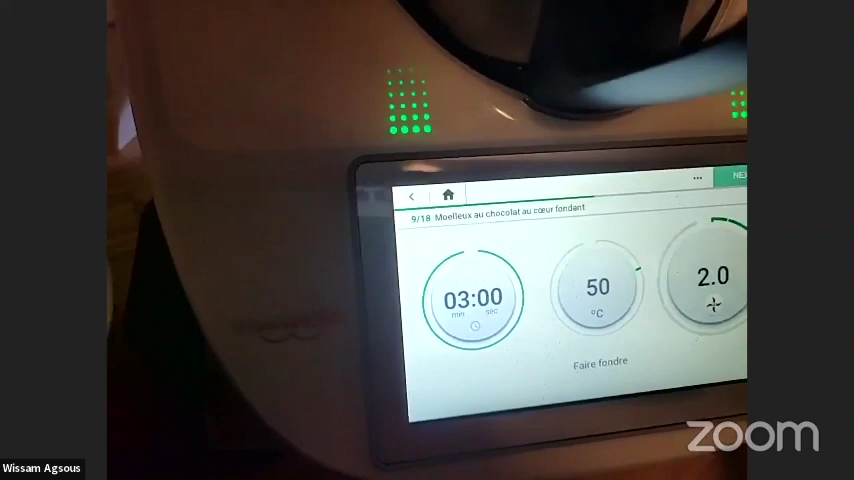 NEX
9/18 Moelleux au chocolat au cœur fondant
03:00
min sec
50
°C
2.0
Faire fondre
zoom
Wissam Agsous